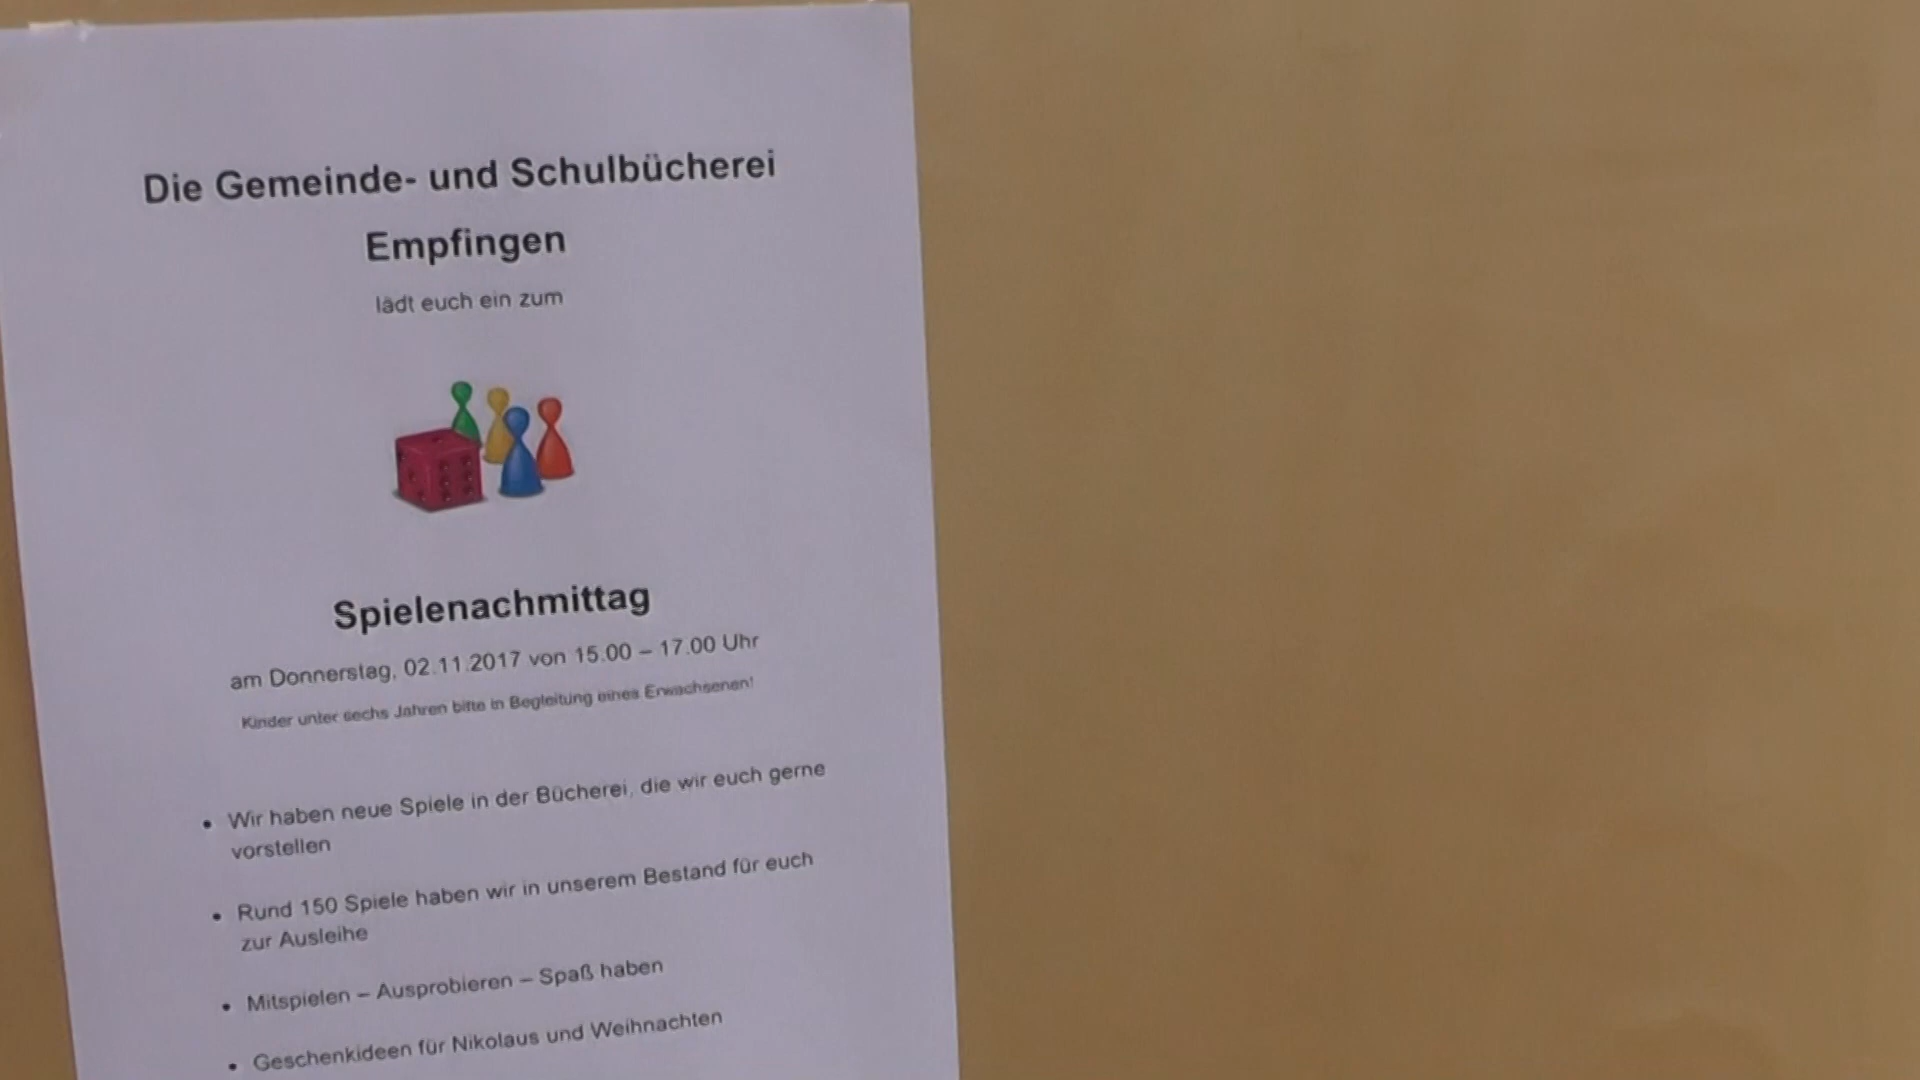 Die Gemeinde- und Schulbücherei
Empfingen
lädt euch ein zum
Spielenachmittag
am Donnerstag, 02.11.2017 von 15.00 – 17.00 Uhr
Kinder unter sechs Jahren bitte in Begleitung eines Erwachsenen!
• Wir haben neue Spiele in der Bücherei, die wir euch gerne
vorstellen
• Rund 150 Spiele haben wir in unserem Bestand für euch
zur Ausleihe
• Mitspielen – Ausprobieren – Spaß haben
• Geschenkideen für Nikolaus und Weihnachten